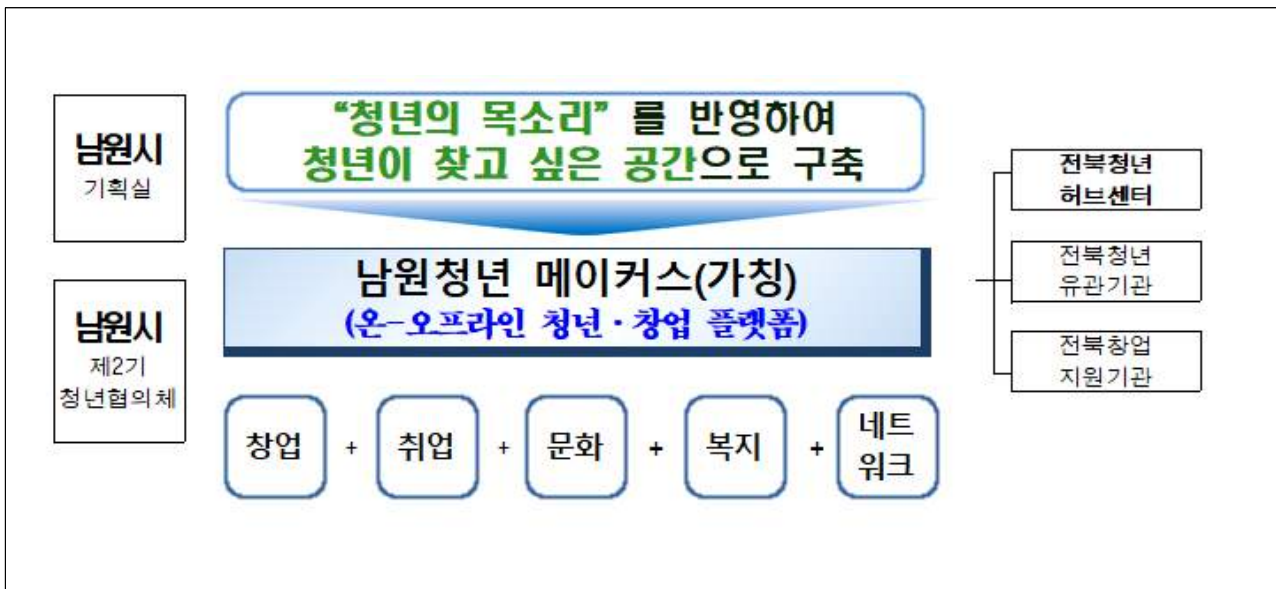 남원시
기획실
남원시
제2기
청년협의체
“청년의 목소리” 를 반영하여
청년이 찾고 싶은 공간으로 구축
남원청년 메이커스(가칭)
(온-오프라인 청년·창업 플랫폼)
창업 + 취업 + 문화 + 복지 + 네트
워크
전북청년
허브센터
전북청년
유관기관
전북창업
지원기관